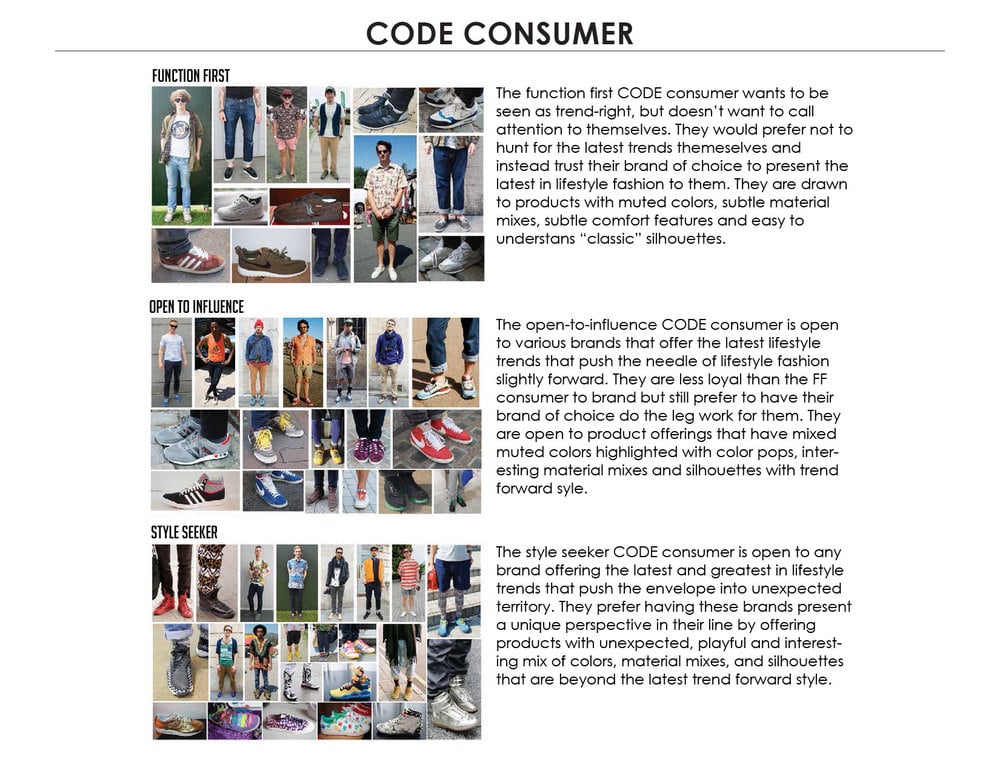 CODE CONSUMER
FUNCTION FIRST
The function first CODE consumer wants to be
seen as trend-right, but doesn’t want to call
attention to themselves. They would prefer not to
hunt for the latest trends themeselves and
instead trust their brand of choice to present the
latest in lifestyle fashion to them. They are drawn
to products with muted colors, subtle material
mixes, subtle comfort features and easy to
understans “classic” silhouettes.
OPEN TO INFLUENCE
The open-to-influence CODE consumer is open
to various brands that offer the latest lifestyle
trends that push the needle of lifestyle fashion
slightly forward. They are less loyal than the FF
consumer to brand but still prefer to have their
brand of choice do the leg work for them. They
are open to product offerings that have mixed
muted colors highlighted with color pops, inter-
esting material mixes and silhouettes with trend
forward syle.
STYLE SEEKER
The style seeker CODE consumer is open to any
brand offering the latest and greatest in lifestyle
trends that push the envelope into unexpected
territory. They prefer having these brands present
a unique perspective in their line by offering
products with unexpected, playful and interest-
ing mix of colors, material mixes, and silhouettes
that are beyond the latest trend forward style.